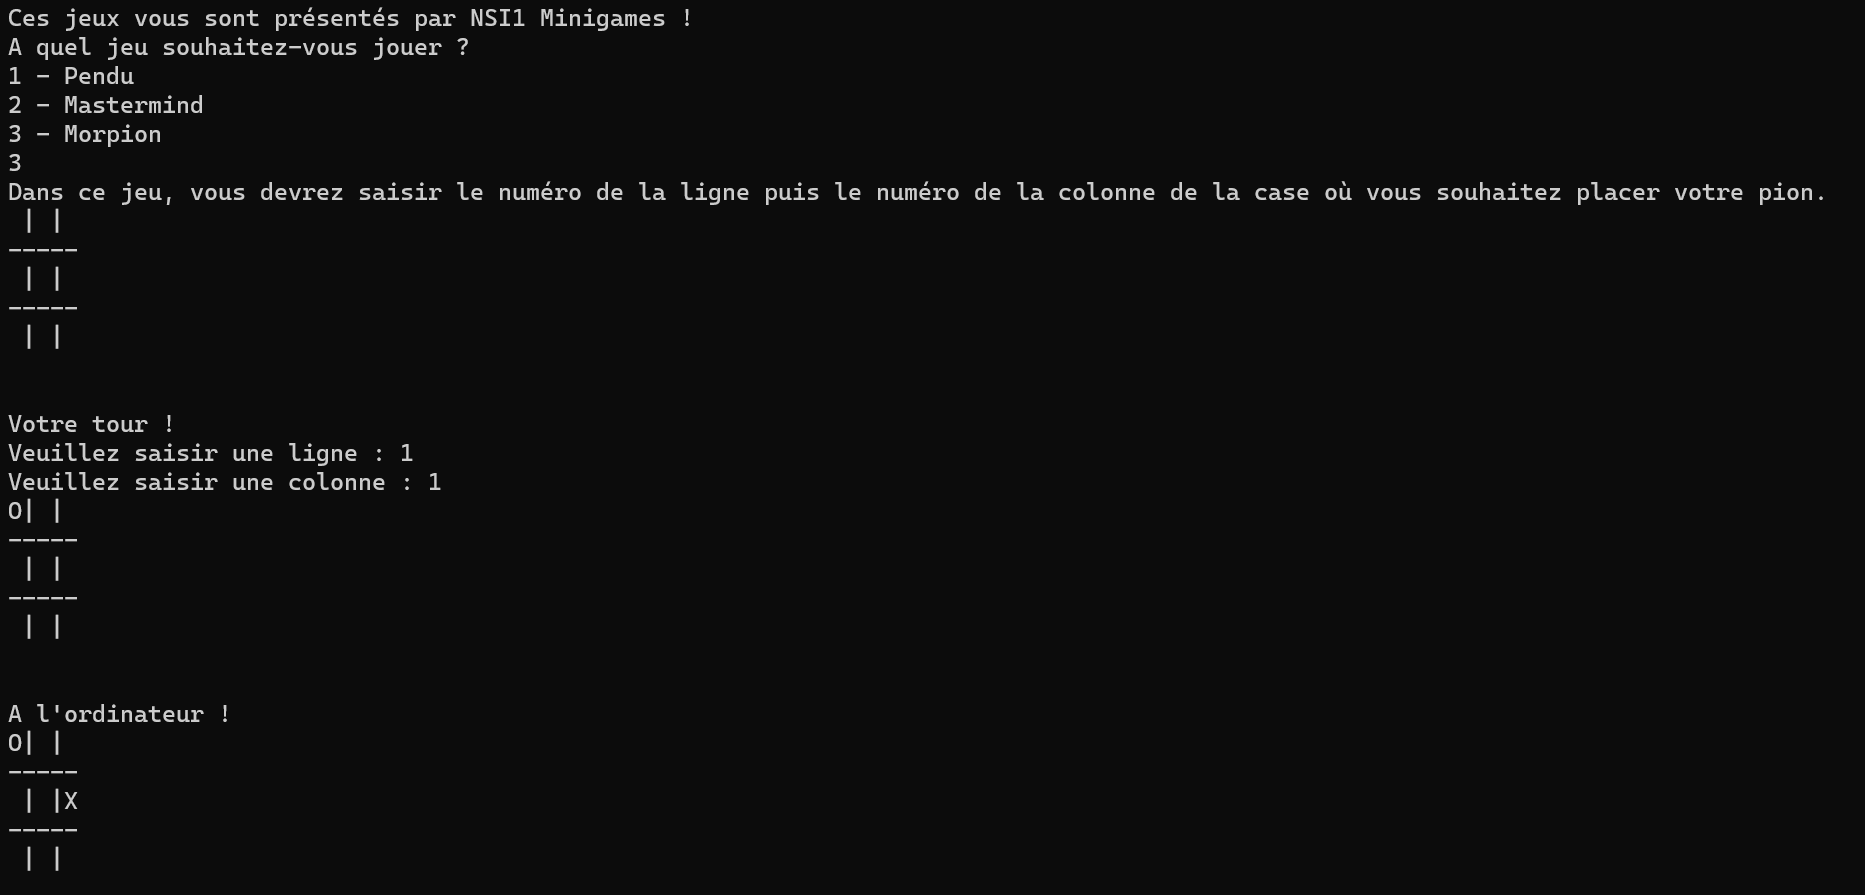 Ces jeux vous sont présentés par NSI1 Minigames !
A quel jeu souhaitez-vous jouer ?
1 - Pendu
2 - Mastermind
3 - Morpion
3
Dans ce jeu, vous devrez saisir le numéro de la ligne puis le numéro de la colonne de la case où vous souhaitez placer votre pion.
 | |
-----
 | |
-----
 | |
Votre tour !
Veuillez saisir une ligne : 1
Veuillez saisir une colonne : 1
O| |
-----
 | |
-----
 | |
A l'ordinateur !
O| |
-----
 | |X
-----
 | |